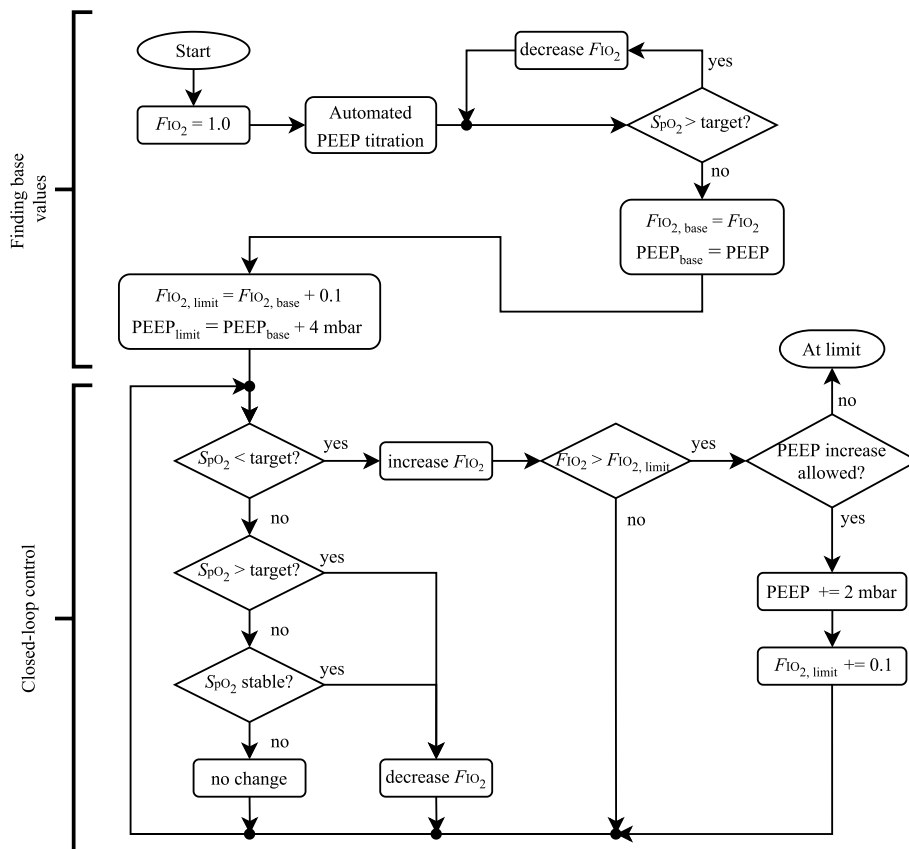 Start
decrease FIO2
yes
FIO2 = 1.0
Automated
PEEP titration
SpO2 > target?
no
Finding base
values
FIO2, base = FIO2
PEEPbase = PEEP
FIO2, limit = FIO2, base + 0.1
PEEPlimit = PEEPbase + 4 mbar
At limit
no
SpO2 < target?
yes
increase FIO2
FIO2 > FIO2, limit
yes
PEEP increase
allowed?
no
no
yes
Closed-loop control
SpO2 > target?
yes
PEEP += 2 mbar
no
SpO2 stable?
yes
FIO2, limit += 0.1
no
no change
decrease FIO2